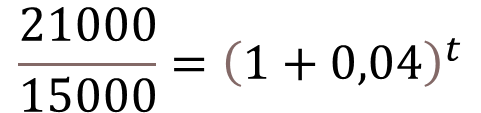 21000/15000 = (1 + 0,04)^t